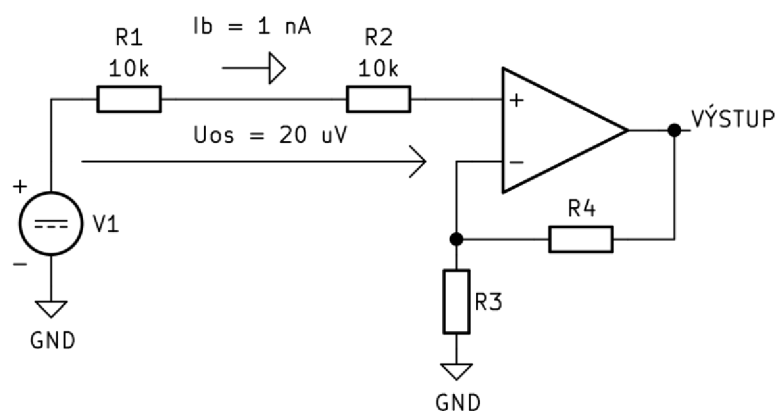 Ib = 1 nA
R1
10k
R2
10k
+
VÝSTUP
Uos = 20 uV
−
R4
+
V1
−
R3
GND
GND